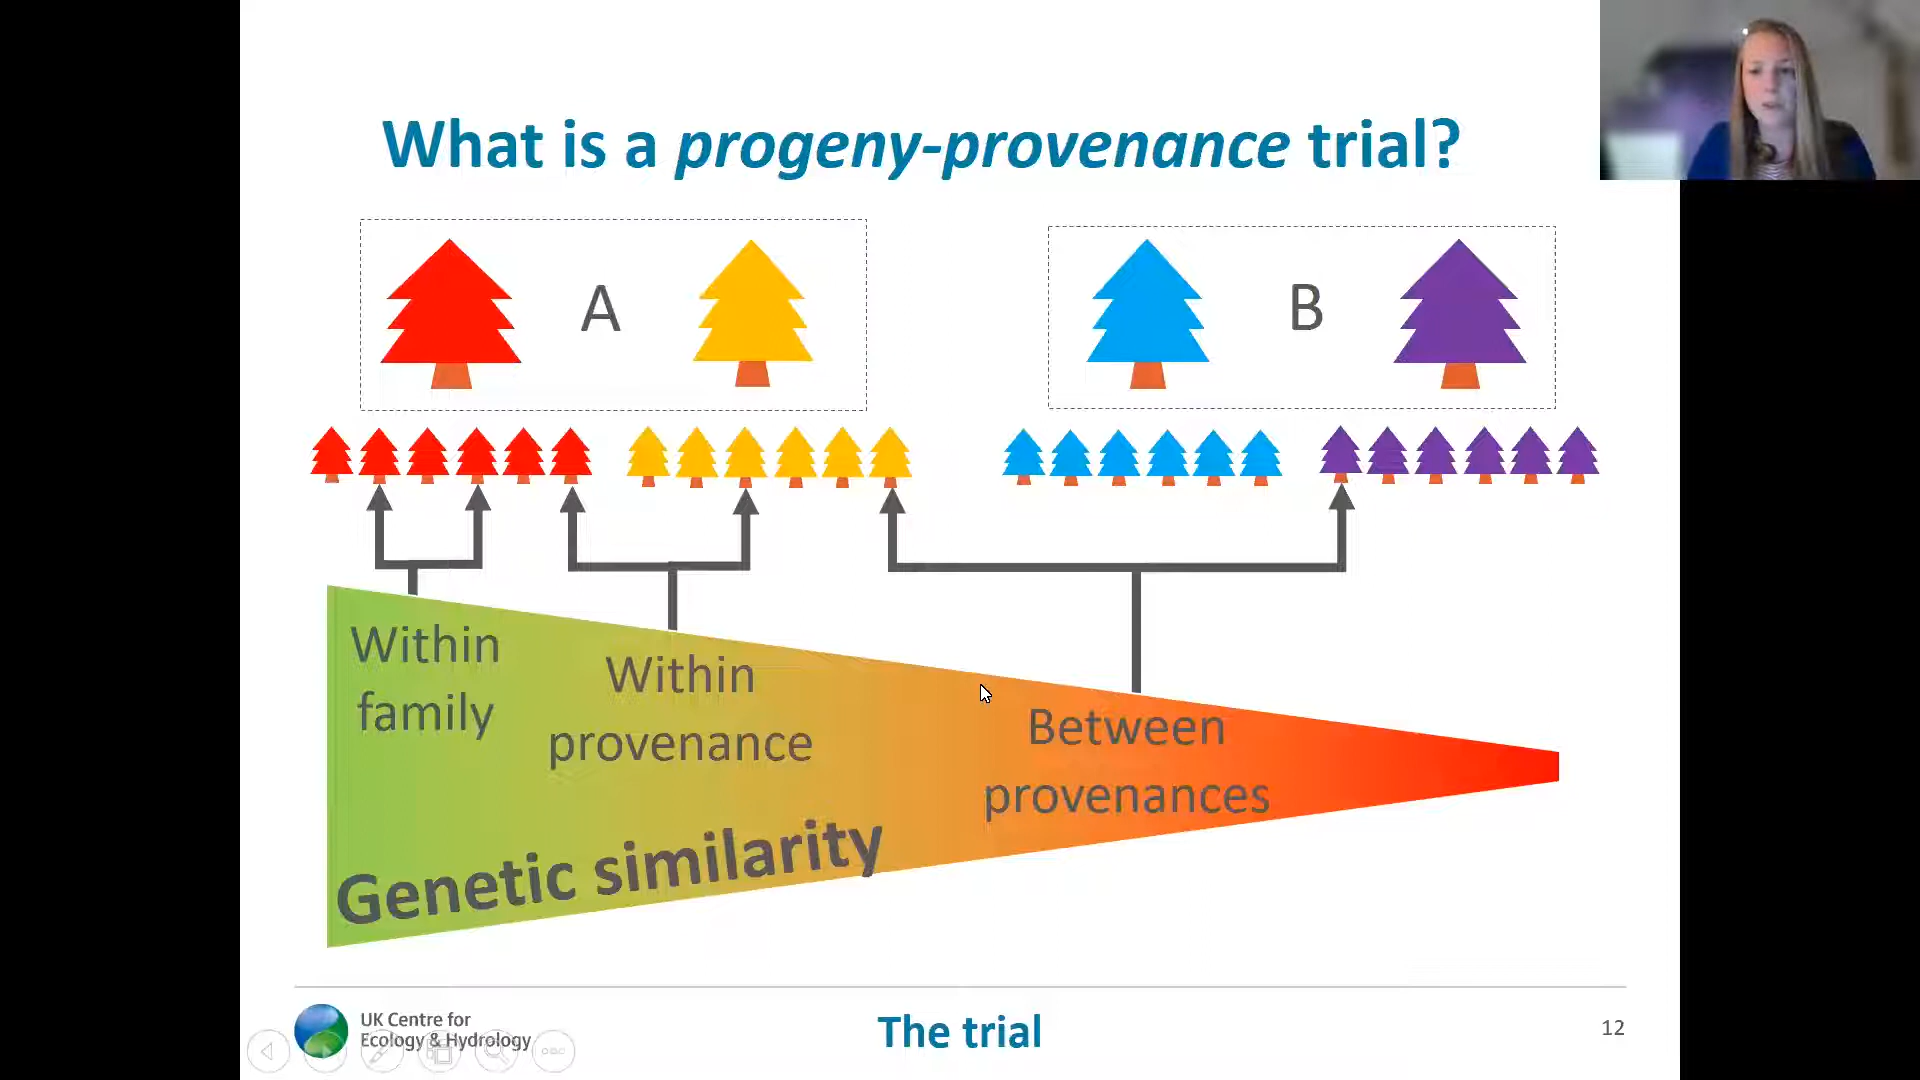 What is a progeny-provenance trial?
A
B
Within
family
Within
provenance
Between
provenances
Genetic similarity
UK Centre for
Ecology & Hydrology
The trial
12